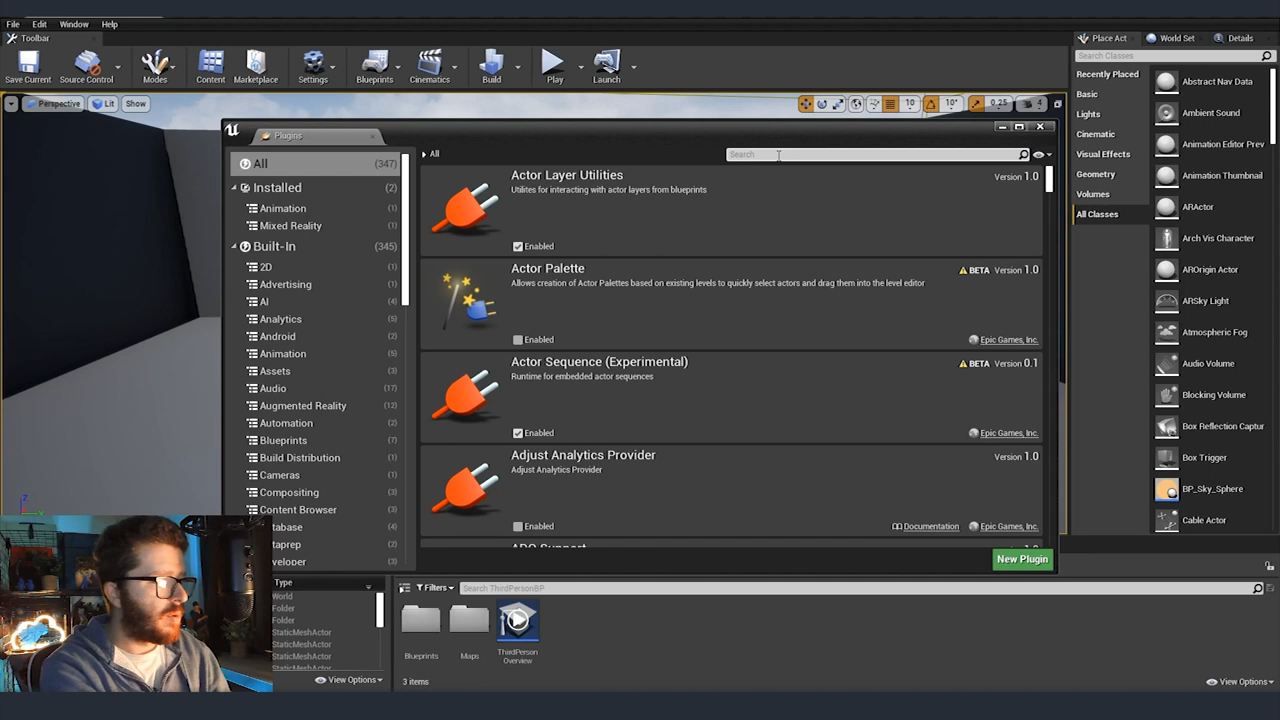 File Edit Window Help
Toolbar
Place Act World Set Details
Save Current Source Control Modes Content Marketplace Settings Blueprints Cinematics Build Play Launch
Search Classes
Recently Placed
Basic
Lights
Cinematic
Visual Effects
Geometry
Volumes
All Classes
Abstract Nav Data
Ambient Sound
Animation Editor Prev
Animation Thumbnail
ARActor
Arch Vis Character
AROrigin Actor
ARSky Light
Atmospheric Fog
Audio Volume
Blocking Volume
Box Reflection Captur
Box Trigger
BP_Sky_Sphere
Cable Actor
Perspective Lit Show
10 10° 0.25 4
Plugins
All (347)
Installed (2)
Animation (1)
Mixed Reality (1)
Built-In (345)
2D (1)
Advertising (1)
AI (4)
Analytics (5)
Android (2)
Animation (5)
Assets (3)
Audio (17)
Augmented Reality (12)
Automation (2)
Blueprints (7)
Build Distribution (1)
Cameras (1)
Compositing (3)
Content Browser (3)
tabase (4)
taprep (1)
veloper (3)
All
Search
Actor Layer Utilities Version 1.0
Utilites for interacting with actor layers from blueprints
Enabled
Actor Palette BETA Version 1.0
Allows creation of Actor Palettes based on existing levels to quickly select actors and drag them into the level editor
Enabled Epic Games, Inc.
Actor Sequence (Experimental) BETA Version 0.1
Runtime for embedded actor sequences
Enabled Epic Games, Inc.
Adjust Analytics Provider Version 1.0
Adjust Analytics Provider
Enabled Documentation Epic Games, Inc.
New Plugin
Type
World
Folder
Folder
StaticMeshActor
StaticMeshActor
StaticMeshActor
View Options
Filters Search ThirdPersonBP
Blueprints Maps ThirdPerson
Overview
3 items View Options